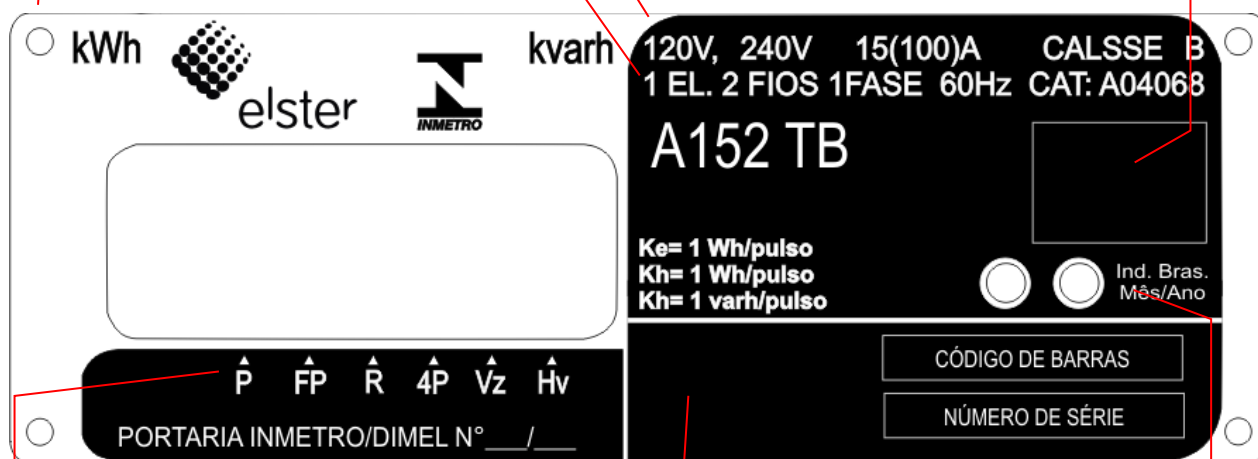 kWh
elster
INMETRO
kvarh
120V, 240V 15(100)A CALSSE B
1 EL. 2 FIOS 1FASE 60Hz CAT: A04068
A152 TB
Ke= 1 Wh/pulso
Kh= 1 Wh/pulso
Kh= 1 varh/pulso
Ind. Bras.
Mês/Ano
P FP R 4P Vz Hv
PORTARIA INMETRO/DIMEL N°___/___
CÓDIGO DE BARRAS
NÚMERO DE SÉRIE